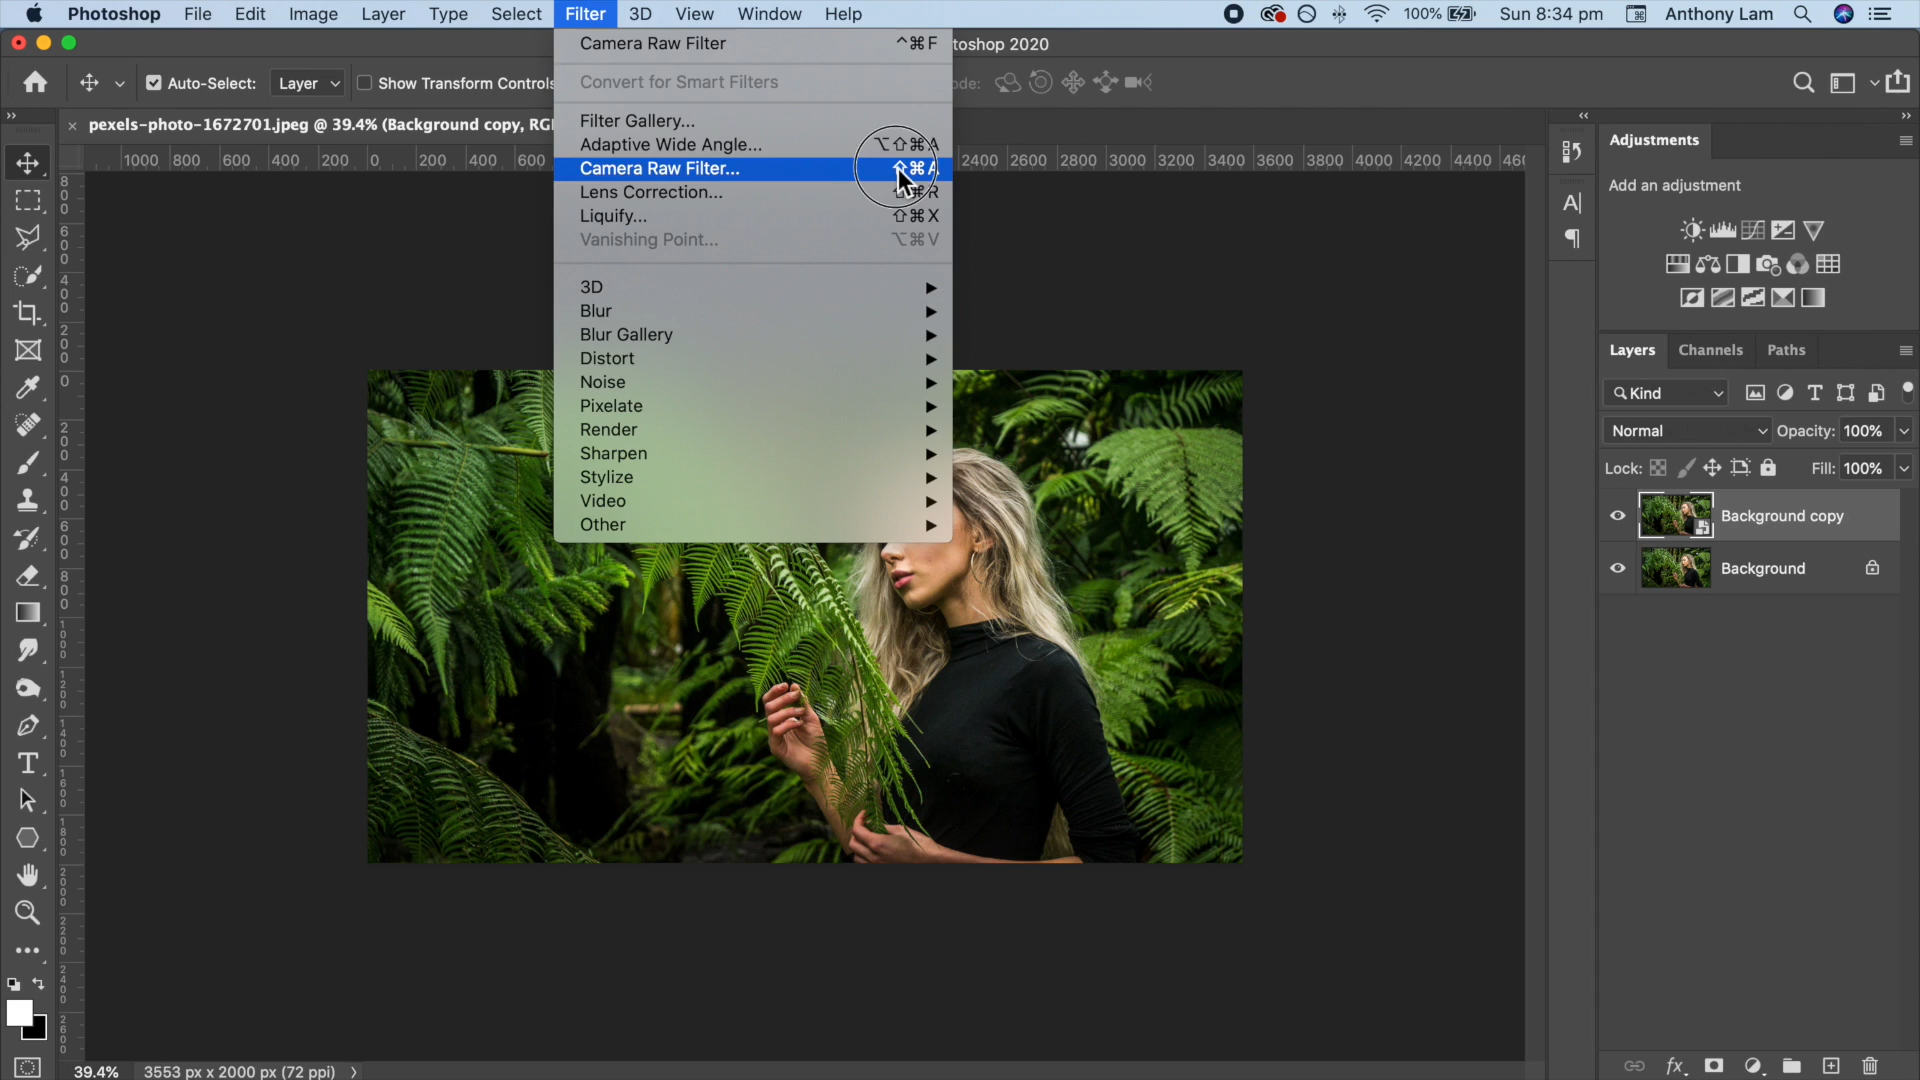 Photoshop File Edit Image Layer Type Select Filter 3D View Window Help 100% Sun 8:34 pm Anthony Lam
toshop 2020
Auto-Select: Layer Show Transform Controls
pexels-photo-1672701.jpeg @ 39.4% (Background copy, RG
1000 800 600 400 200 0 200 400 600 2400 2600 2800 3000 3200 3400 3600 3800 4000 4200 4400
Camera Raw Filter ^⌘F
Convert for Smart Filters
Filter Gallery...
Adaptive Wide Angle... ⌥⇧⌘A
Camera Raw Filter... ⇧⌘A
Lens Correction... ⇧⌘R
Liquify... ⇧⌘X
Vanishing Point... ⌥⌘V
3D
Blur
Blur Gallery
Distort
Noise
Pixelate
Render
Sharpen
Stylize
Video
Other
Adjustments
Add an adjustment
Layers Channels Paths
Kind
Normal Opacity: 100%
Lock: Fill: 100%
Background copy
Background
39.4% 3553 px x 2000 px (72 ppi)